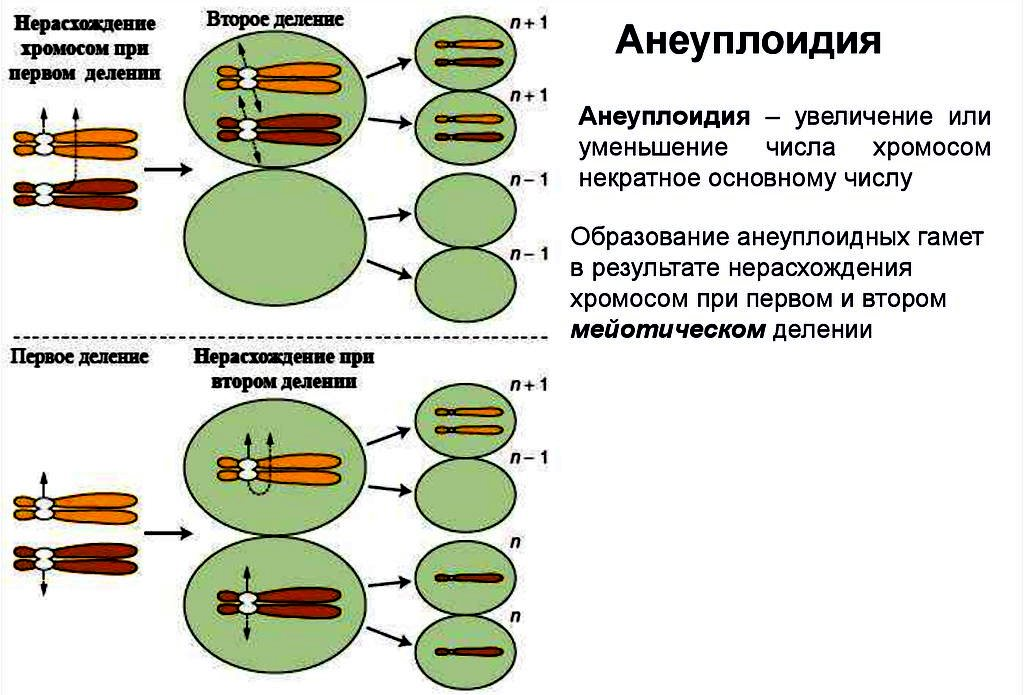 Нерасхождение
хромосом при
первом делении
Второе деление
n + 1
n + 1
n – 1
n – 1
Анеуплоидия
Анеуплоидия – увеличение или
уменьшение числа хромосом
некратное основному числу
Образование анеуплоидных гамет
в результате нерасхождения
хромосом при первом и втором
мейотическом делении
Первое деление
Нерасхождение при
втором делении
n + 1
n – 1
n
n